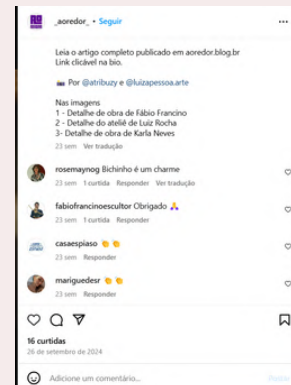 _aoredor_ • Seguir
Leia o artigo completo publicado em aoredor.blog.br
Link clicável na bio.
📷 Por @atribuzy e @luizapessoa.arte
Nas imagens
1 - Detalhe de obra de Fábio Francino
2 - Detalhe do ateliê de Luiz Rocha
3- Detalhe de obra de Karla Neves
23 sem Ver tradução
rosemaynog Bichinho é um charme
23 sem 1 curtida Responder Ver tradução
fabiofrancinoescultor Obrigado 🙏
23 sem 1 curtida Responder
casaespiaso 👏 👏
23 sem Responder
mariguedesr 👏 👏
23 sem Responder
16 curtidas
26 de setembro de 2024
Adicione um comentário...
Postar